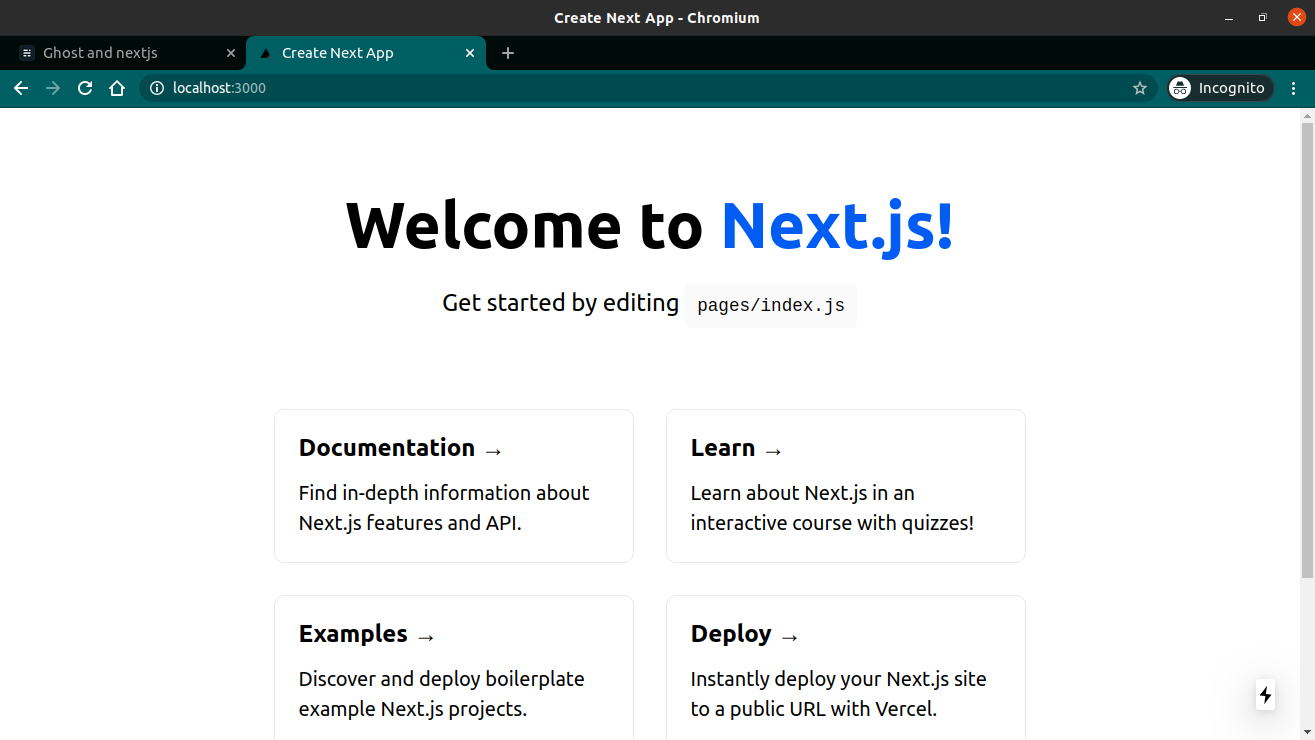 Create Next App - Chromium
Ghost and nextjs
Create Next App
localhost:3000
Incognito
Welcome to Next.js!
Get started by editing pages/index.js
Documentation →
Find in-depth information about
Next.js features and API.
Learn →
Learn about Next.js in an
interactive course with quizzes!
Examples →
Discover and deploy boilerplate
example Next.js projects.
Deploy →
Instantly deploy your Next.js site
to a public URL with Vercel.